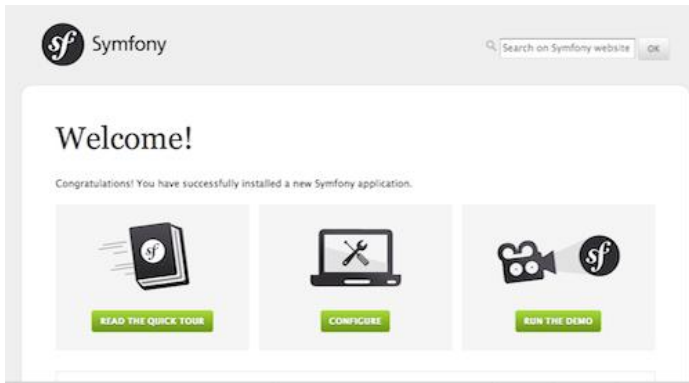 sf Symfony
Search on Symfony website OK
Welcome!
Congratulations! You have successfully installed a new Symfony application.
sf
sf
READ THE QUICK TOUR CONFIGURE RUN THE DEMO